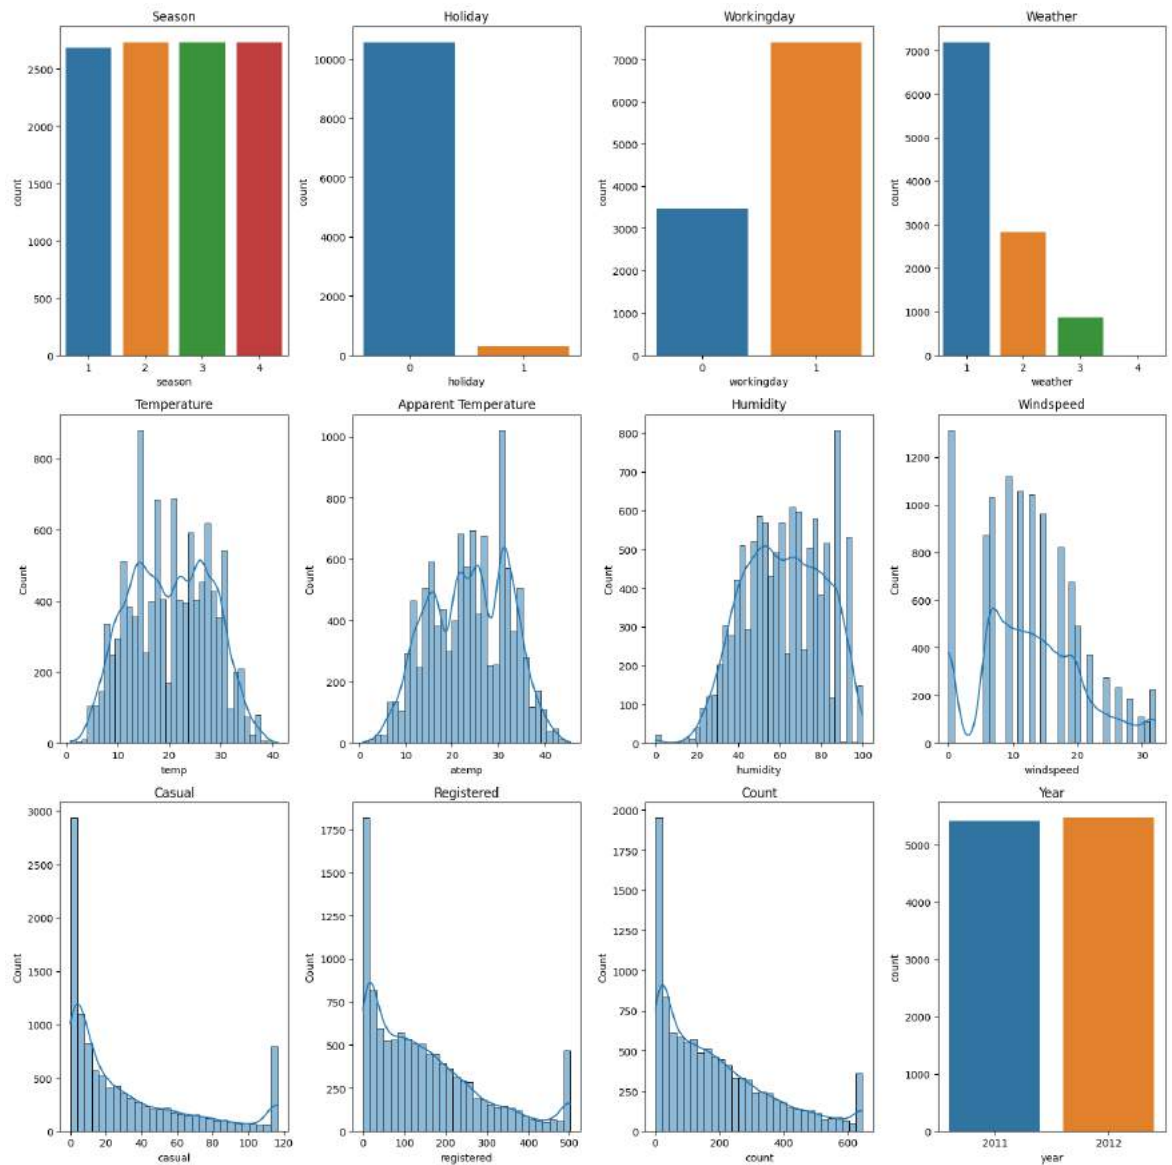 Season
Holiday
Workingday
Weather
2500
2000
1500
1000
500
0
count
1 2 3 4
season
10000
8000
6000
4000
2000
0
count
0 1
holiday
7000
6000
5000
4000
3000
2000
1000
0
count
0 1
workingday
7000
6000
5000
4000
3000
2000
1000
0
count
1 2 3 4
weather
Temperature
Apparent Temperature
Humidity
Windspeed
800
600
400
200
0
Count
0 10 20 30 40
temp
1000
800
600
400
200
0
Count
0 10 20 30 40
atemp
800
700
600
500
400
300
200
100
0
Count
0 20 40 60 80 100
humidity
1200
1000
800
600
400
200
0
Count
0 10 20 30
windspeed
Casual
Registered
Count
Year
3000
2500
2000
1500
1000
500
0
Count
0 20 40 60 80 100 120
casual
1750
1500
1250
1000
750
500
250
0
Count
0 100 200 300 400 500
registered
2000
1750
1500
1250
1000
750
500
250
0
Count
0 200 400 600
count
5000
4000
3000
2000
1000
0
count
2011 2012
year